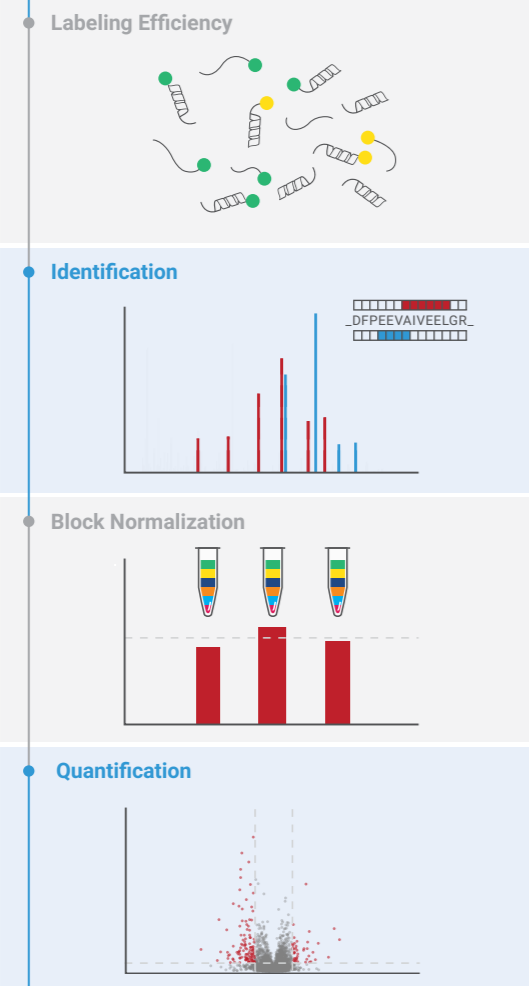 Labeling Efficiency
Identification
_DFPEEVAIVEELGR_
Block Normalization
Quantification